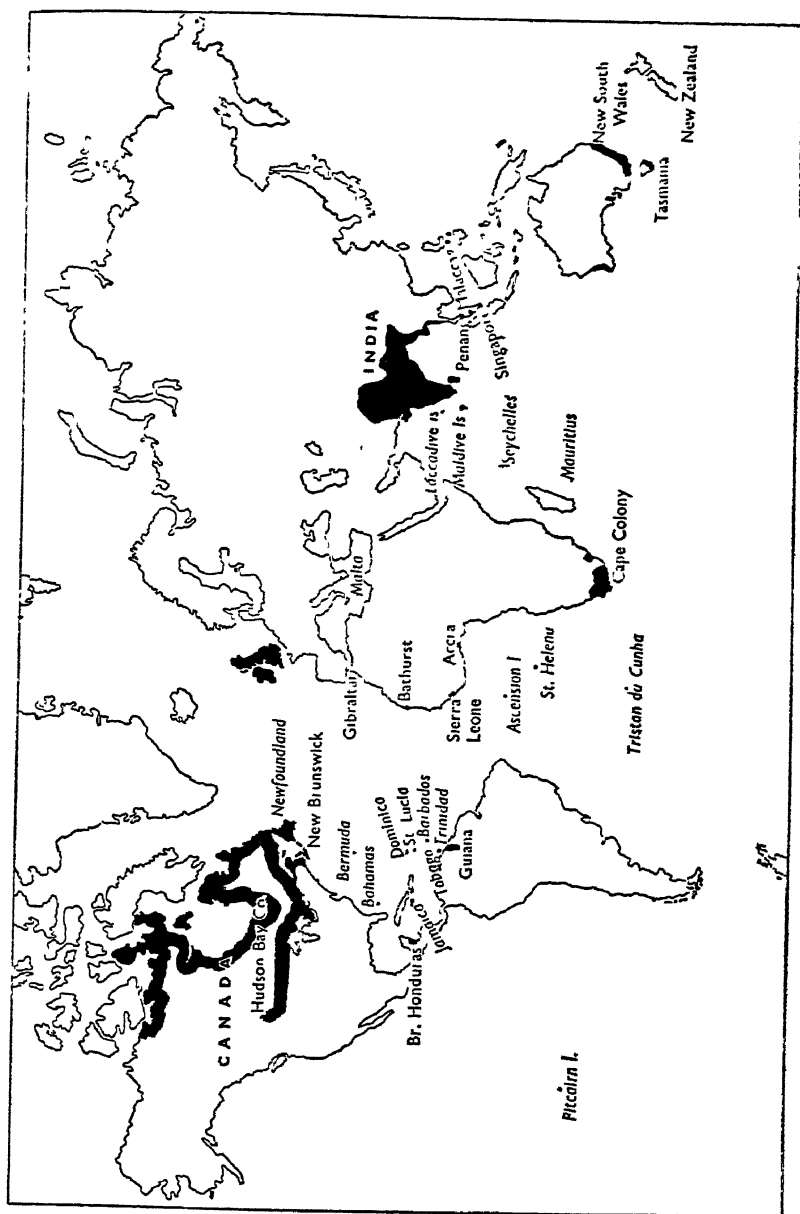 CANADA
Hudson Bay Co.
Newfoundland
New Brunswick
Bermuda
Bahamas
Dominico
St Lucia
Barbados
Trinidad
Tobago
Jamaica
Br. Honduras
Guiana
Pitcairn I.
Gibraltar
Malta
Bathurst
Sierra
Leone
Accra
Ascension I
St. Helena
Tristan da Cunha
Cape Colony
INDIA
Laccadive Is
Maldive Is
Seychelles
Mauritius
Penang
Malacca
Singapore
New South
Wales
Tasmania
New Zealand